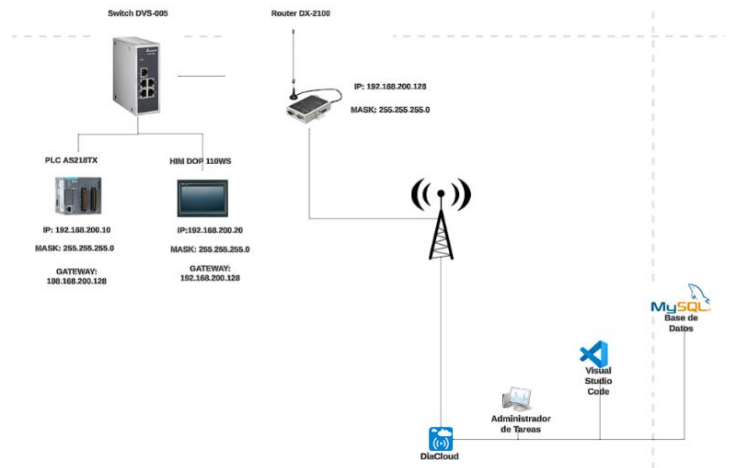 Switch DVS-005
Router DX-2100
IP: 192.168.200.128
MASK: 255.255 255.0
PLC AS218TX
HIM DOP 110WS
IP: 192.168.200.10
MASK: 255.255.255.0
GATEWAY:
198.168.200.128
IP:192.168.200.20
MASK: 255.255.255.0
GATEWAY:
192.168.200.128
MySQL
Base de
Datos
Visual
Studio
Code
Administrador
de Tareas
DiaCloud